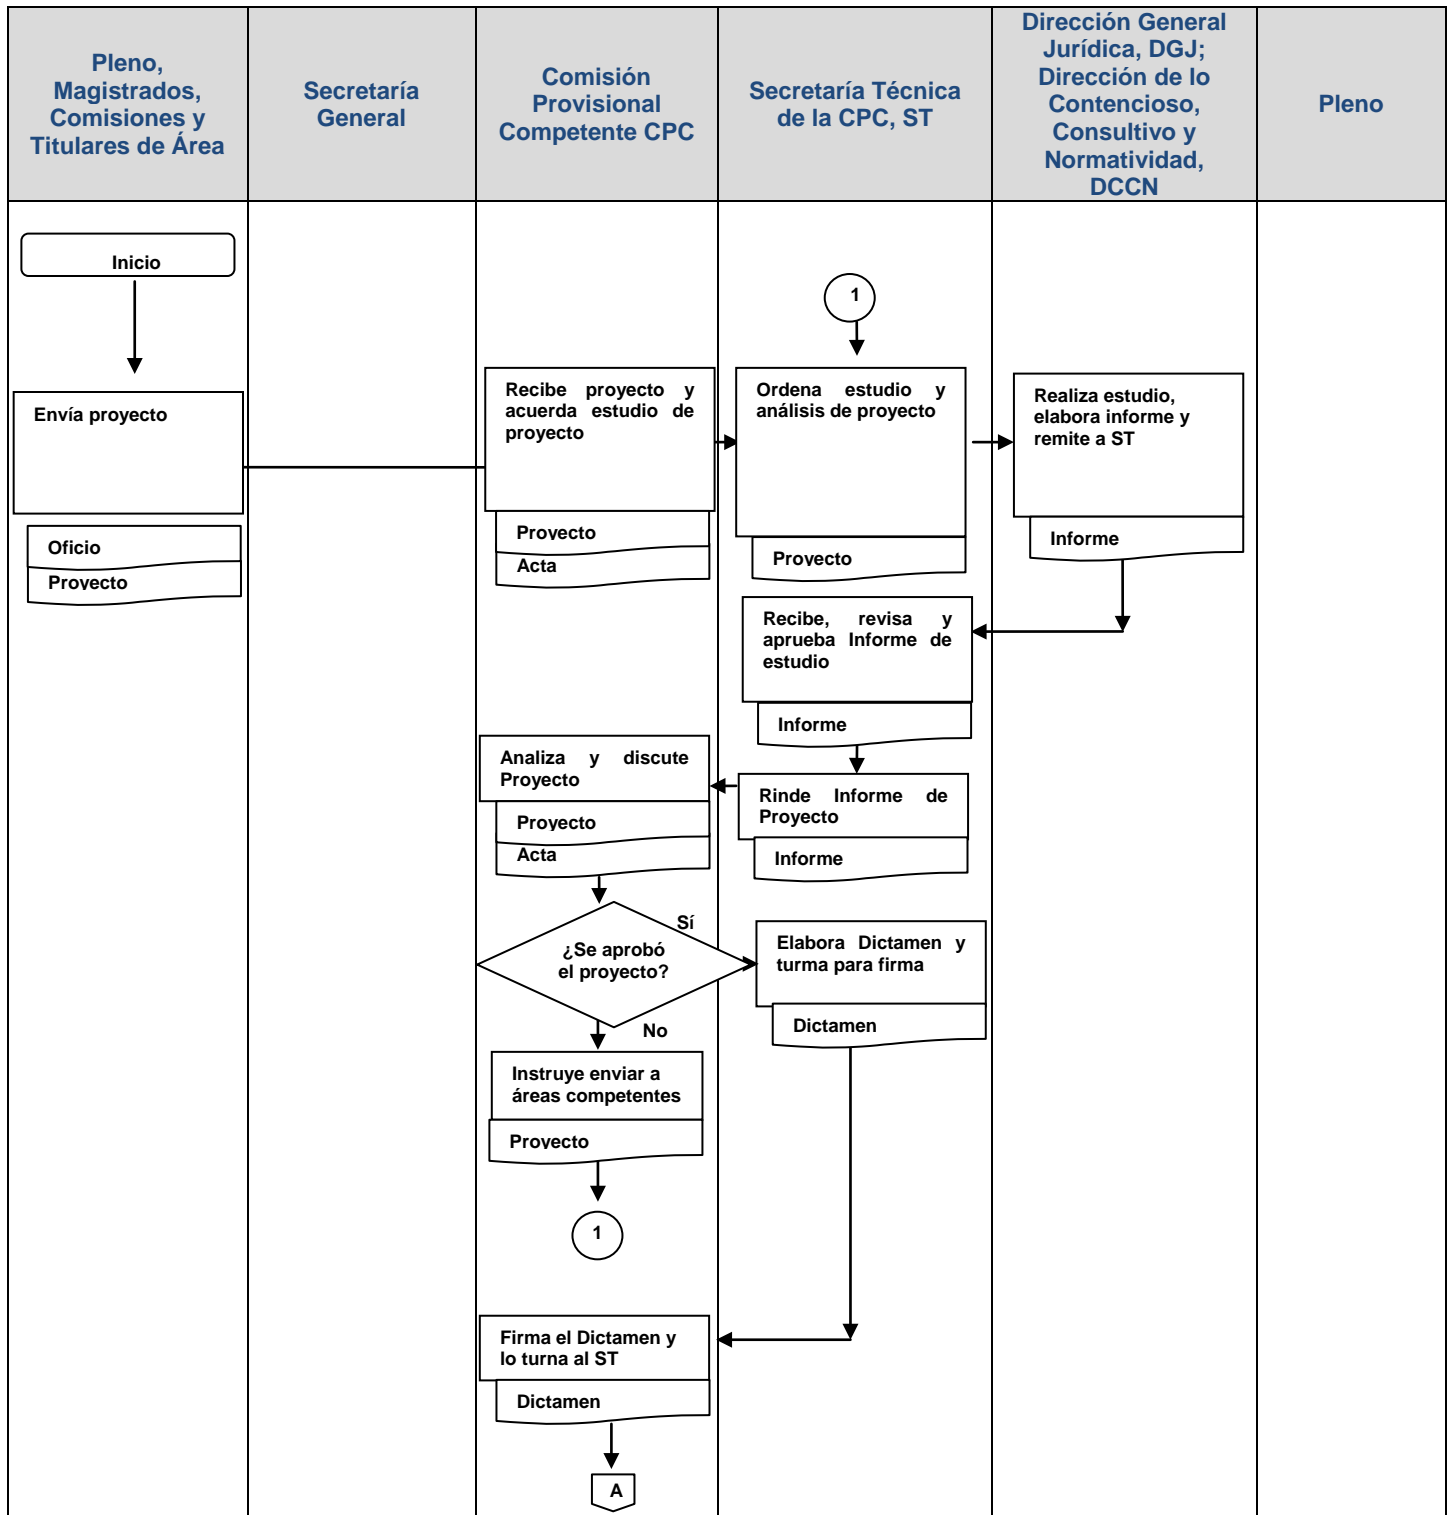 Pleno,
Magistrados,
Comisiones y
Titulares de Área
Secretaría
General
Comisión
Provisional
Competente CPC
Secretaría Técnica
de la CPC, ST
Dirección General
Jurídica, DGJ;
Dirección de lo
Contencioso,
Consultivo y
Normatividad,
DCCN
Pleno
Inicio
1
Envía proyecto
Oficio
Proyecto
Recibe proyecto y
acuerda estudio de
proyecto
Proyecto
Acta
Ordena estudio y
análisis de proyecto
Proyecto
Realiza estudio,
elabora informe y
remite a ST
Informe
Recibe, revisa y
aprueba Informe de
estudio
Informe
Rinde Informe de
Proyecto
Informe
Analiza y discute
Proyecto
Proyecto
Acta
¿Se aprobó
el proyecto?
Sí
No
Elabora Dictamen y
turma para firma
Dictamen
Instruye enviar a
áreas competentes
Proyecto
1
Firma el Dictamen y
lo turna al ST
Dictamen
A